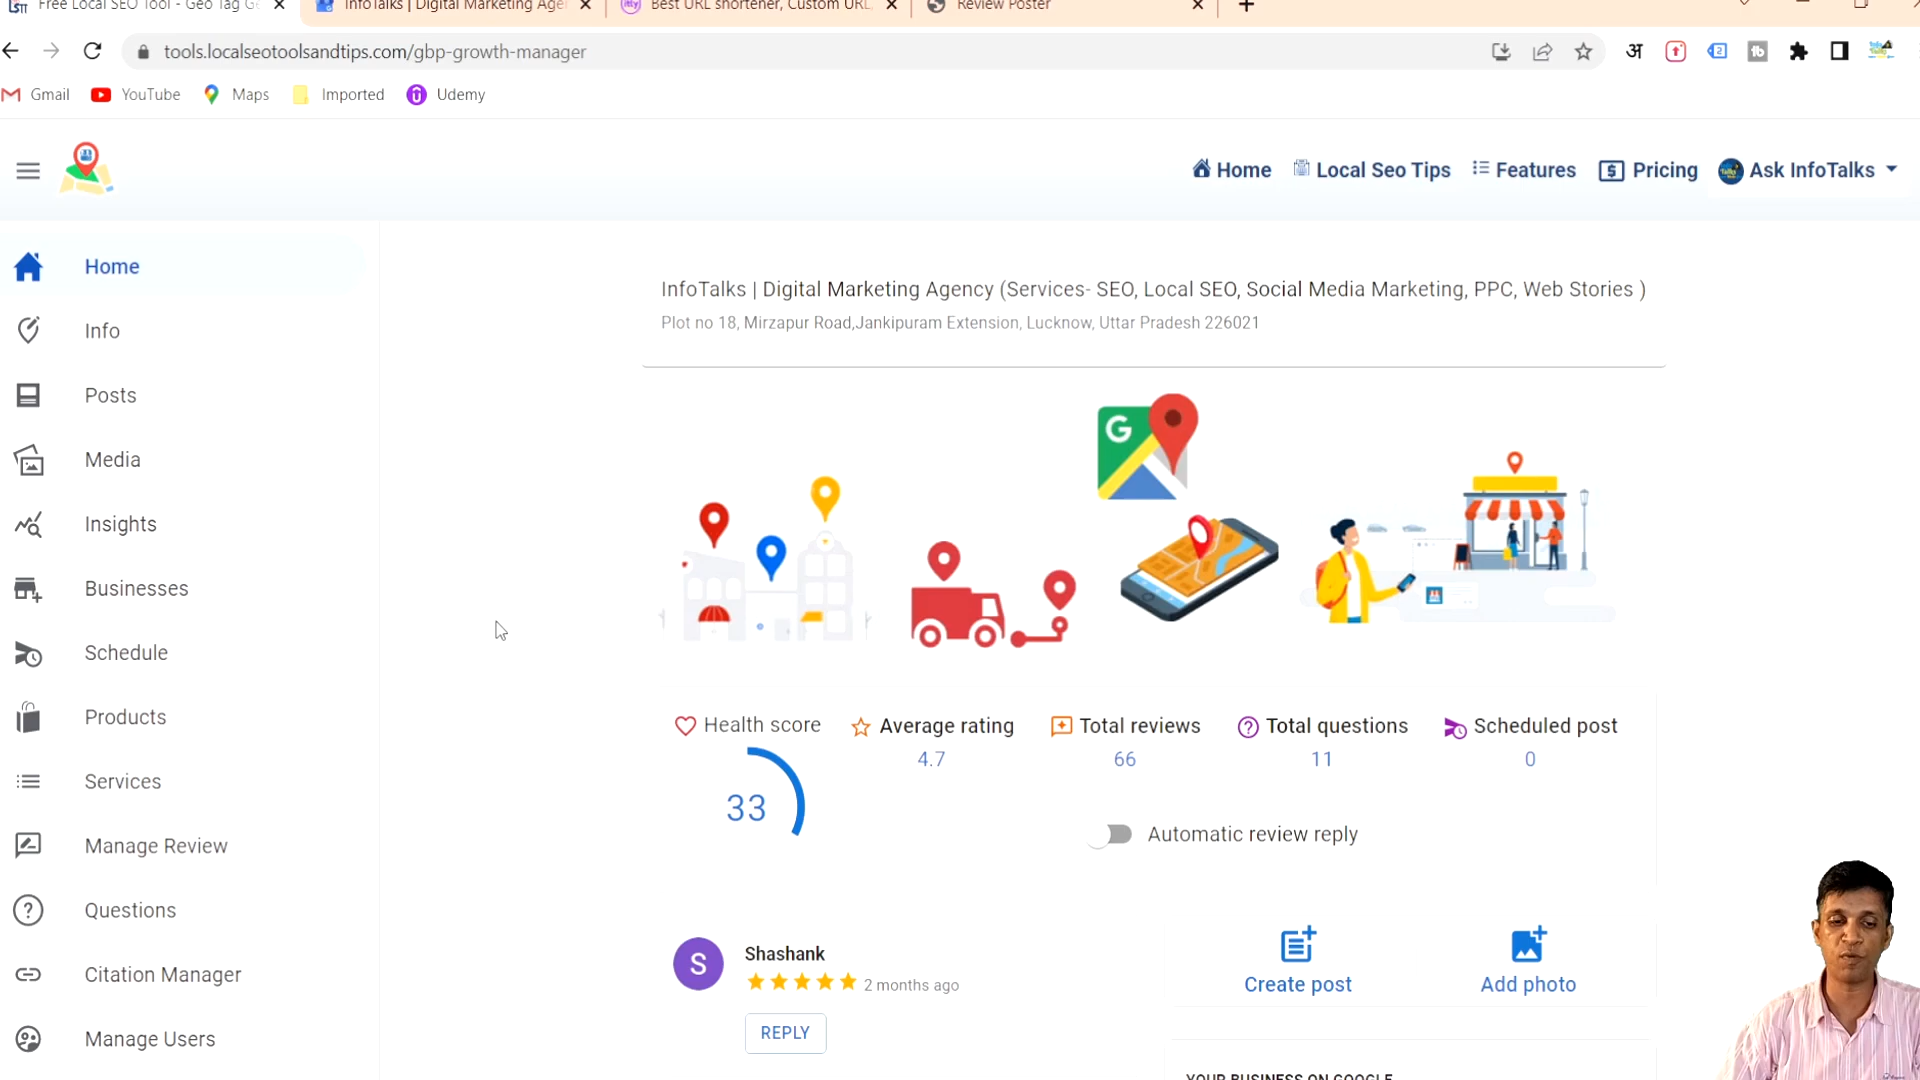 Free Local SEO Tool - Geo Tag G
InfoTalks | Digital Marketing Agen
Best URL shortener, Custom URL,
Review Poster
tools.localseotoolsandtips.com/gbp-growth-manager
Gmail
YouTube
Maps
Imported
Udemy
Home
Local Seo Tips
Features
Pricing
Ask InfoTalks
Home
Info
Posts
Media
Insights
Businesses
Schedule
Products
Services
Manage Review
Questions
Citation Manager
Manage Users
InfoTalks | Digital Marketing Agency (Services- SEO, Local SEO, Social Media Marketing, PPC, Web Stories )
Plot no 18, Mirzapur Road,Jankipuram Extension, Lucknow, Uttar Pradesh 226021
G
Health score
33
Average rating
4.7
Total reviews
66
Total questions
11
Scheduled post
0
Automatic review reply
S
Shashank
2 months ago
REPLY
Create post
Add photo
YOUR BUSINESS ON GOOGLE